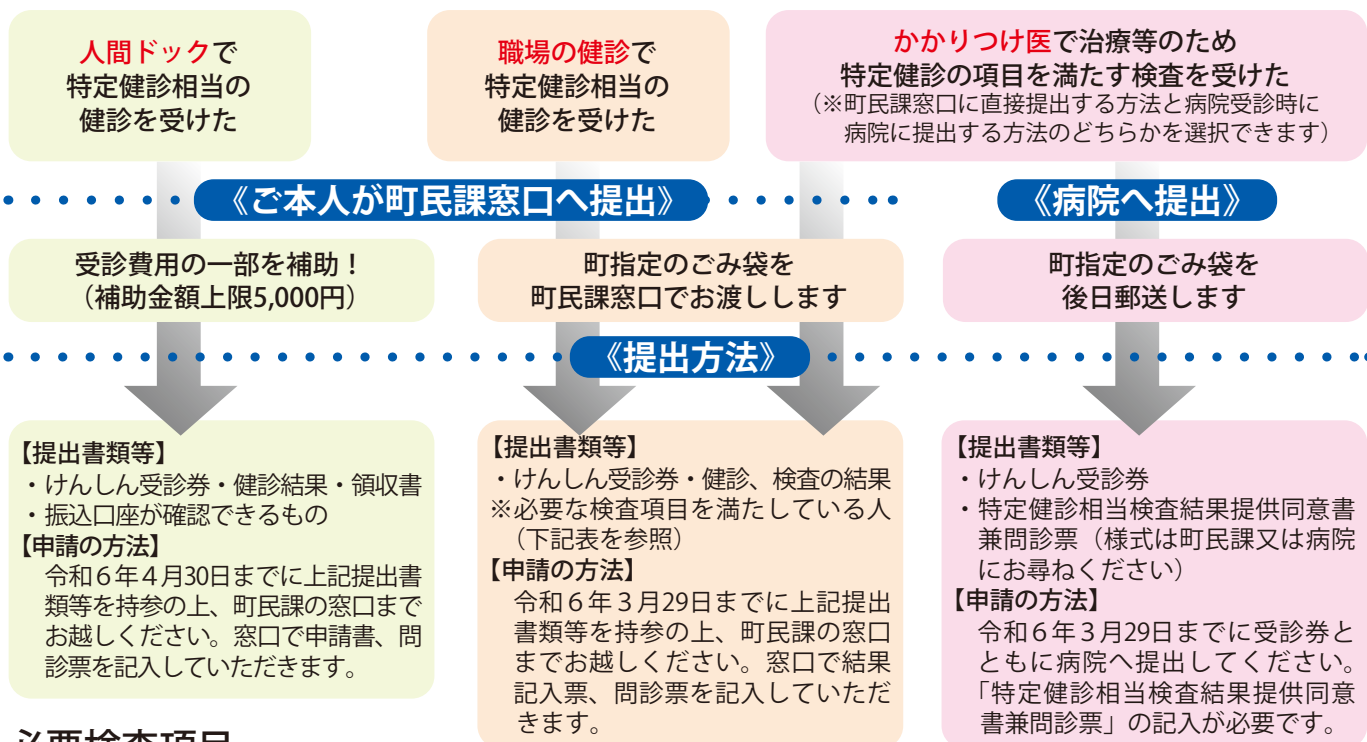 人間ドックで
特定健診相当の
健診を受けた
職場の健診で
特定健診相当の
健診を受けた
かかりつけ医で治療等のため
特定健診の項目を満たす検査を受けた
（※町民課窓口に直接提出する方法と病院受診時に
病院に提出する方法のどちらかを選択できます）
《ご本人が町民課窓口へ提出》
《病院へ提出》
受診費用の一部を補助！
（補助金額上限5,000円）
町指定のごみ袋を
町民課窓口でお渡しします
町指定のごみ袋を
後日郵送します
《提出方法》
【提出書類等】
・けんしん受診券・健診結果・領収書
・振込口座が確認できるもの
【申請の方法】
令和６年４月30日までに上記提出書
類等を持参の上、町民課の窓口まで
お越しください。窓口で申請書、問
診票を記入していただきます。
【提出書類等】
・けんしん受診券・健診、検査の結果
※必要な検査項目を満たしている人
（下記表を参照）
【申請の方法】
令和６年３月29日までに上記提出
書類等を持参の上、町民課の窓口
までお越しください。窓口で結果
記入票、問診票を記入していただ
きます。
【提出書類等】
・けんしん受診券
・特定健診相当検査結果提供同意書
兼問診票（様式は町民課又は病院
にお尋ねください）
【申請の方法】
令和６年３月29日までに受診券と
ともに病院へ提出してください。
「特定健診相当検査結果提供同意
書兼問診票」の記入が必要です。
必要検査項目